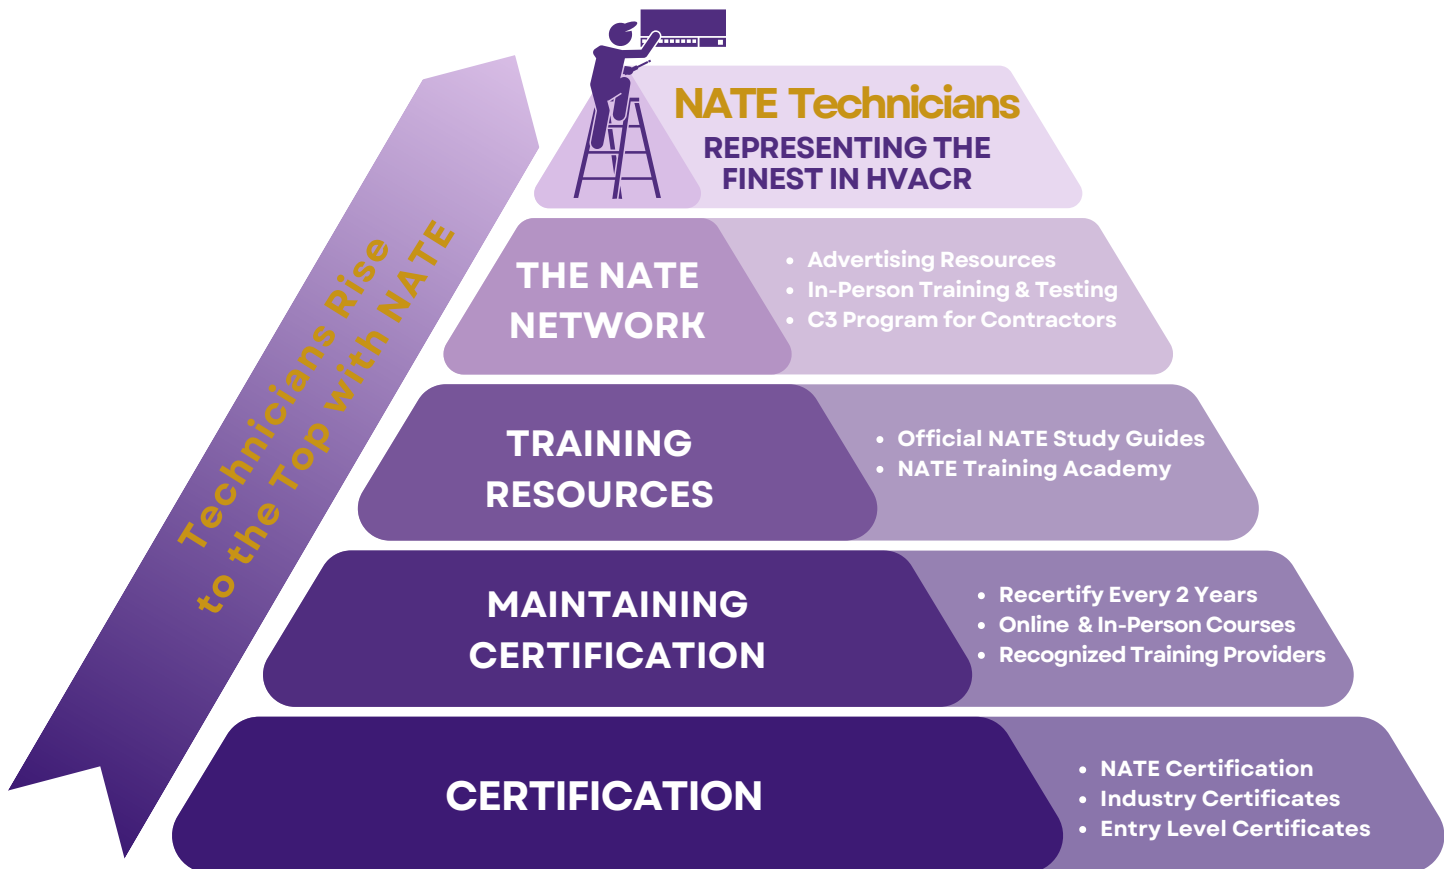 Technicians Rise
to the Top with NATE
NATE Technicians
REPRESENTING THE
FINEST IN HVACR
THE NATE
NETWORK
• Advertising Resources
• In-Person Training & Testing
• C3 Program for Contractors
TRAINING
RESOURCES
• Official NATE Study Guides
• NATE Training Academy
MAINTAINING
CERTIFICATION
• Recertify Every 2 Years
• Online & In-Person Courses
• Recognized Training Providers
CERTIFICATION
• NATE Certification
• Industry Certificates
• Entry Level Certificates